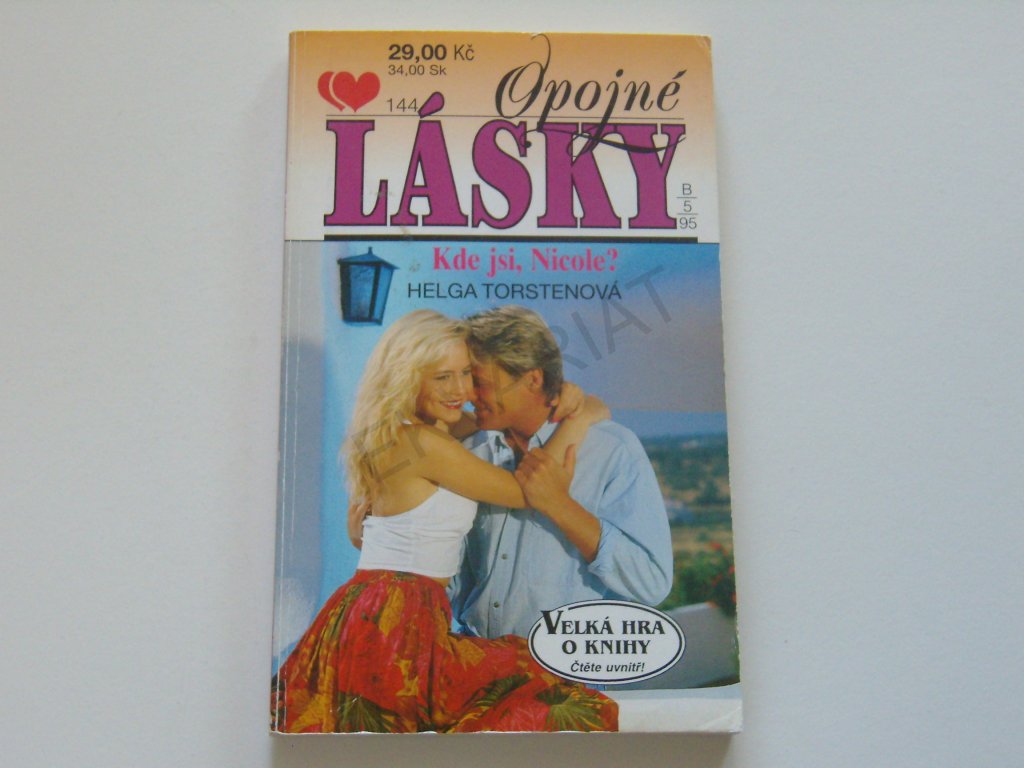 29,00 Kč
34,00 Sk
144
Opojné
LÁSKY
B
5
95
Kde jsi, Nicole?
HELGA TORSTENOVÁ
VELKÁ HRA
O KNIHY
Čtěte uvnitř!